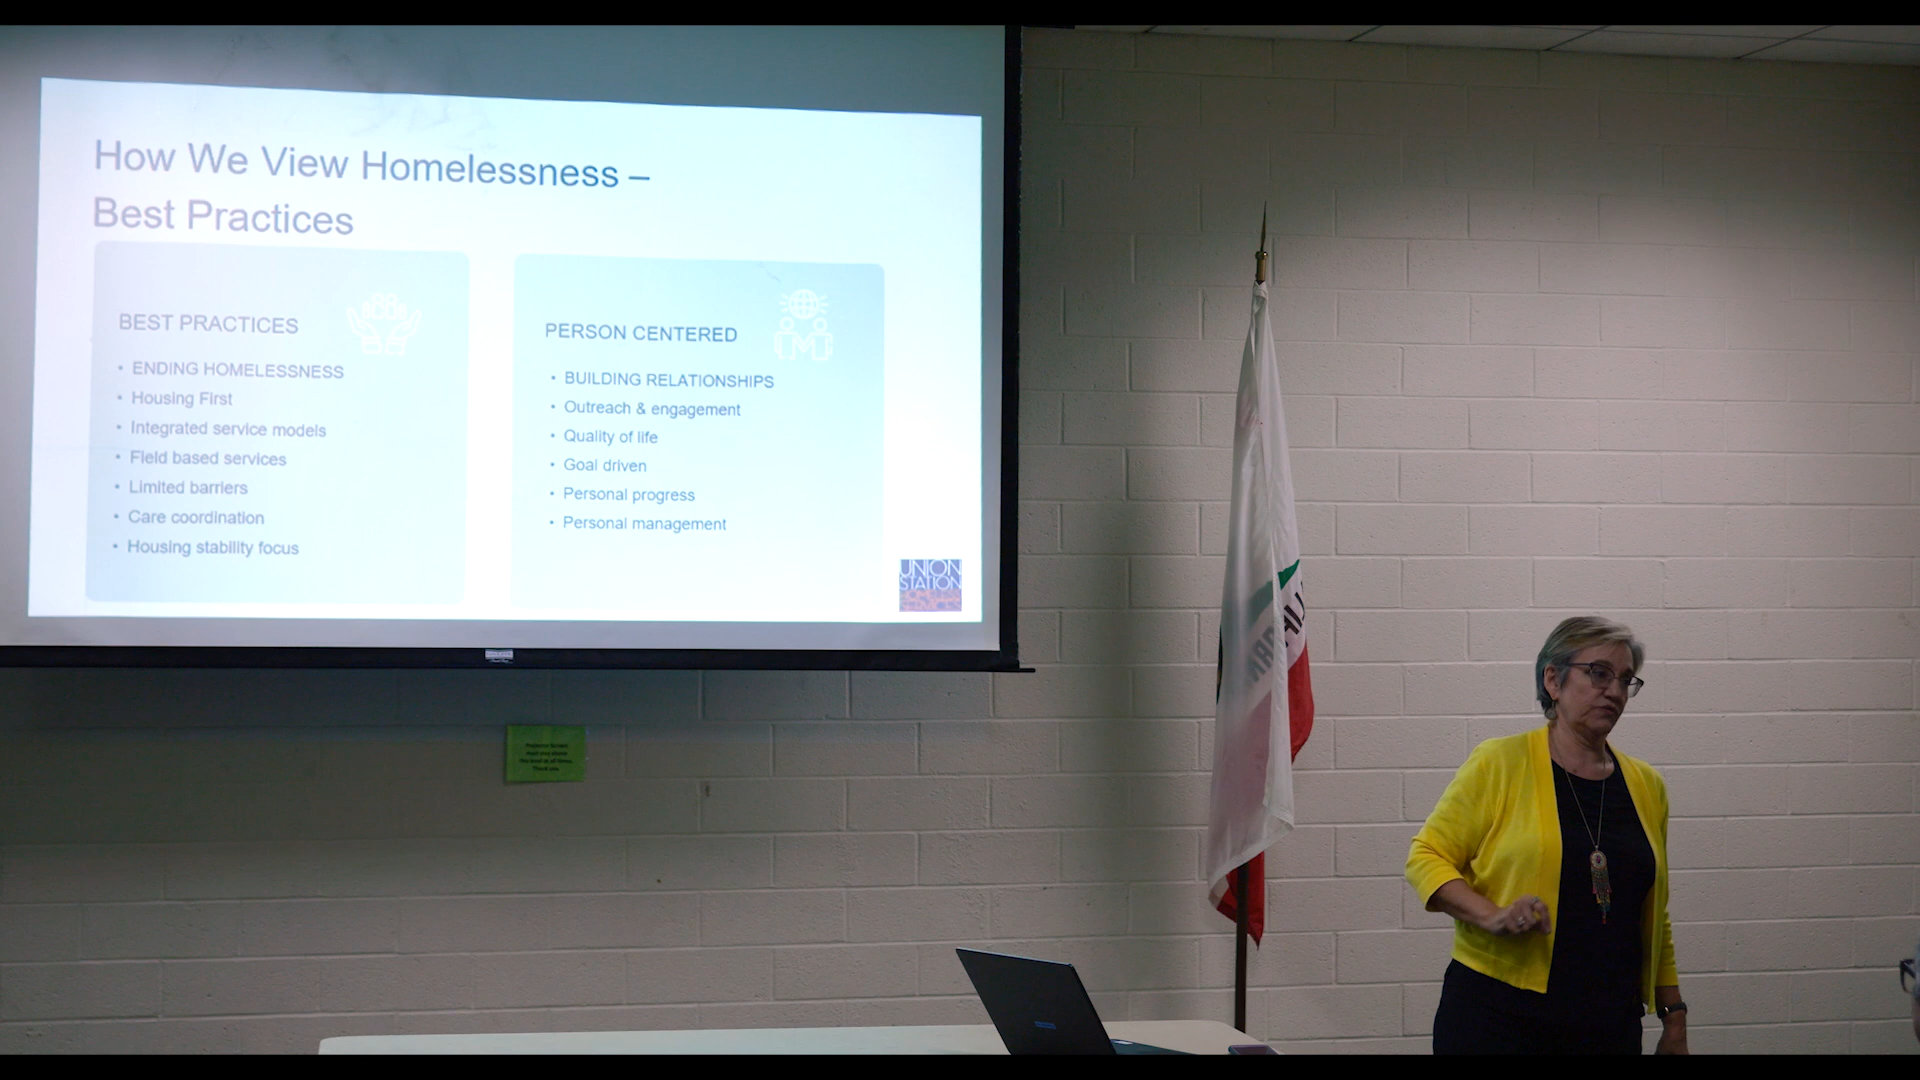 How We View Homelessness –
Best Practices
BEST PRACTICES
• ENDING HOMELESSNESS
• Housing First
• Integrated service models
• Field based services
• Limited barriers
• Care coordination
• Housing stability focus
PERSON CENTERED
• BUILDING RELATIONSHIPS
• Outreach & engagement
• Quality of life
• Goal driven
• Personal progress
• Personal management
UNION
STATION
HOMELESS
SERVICES